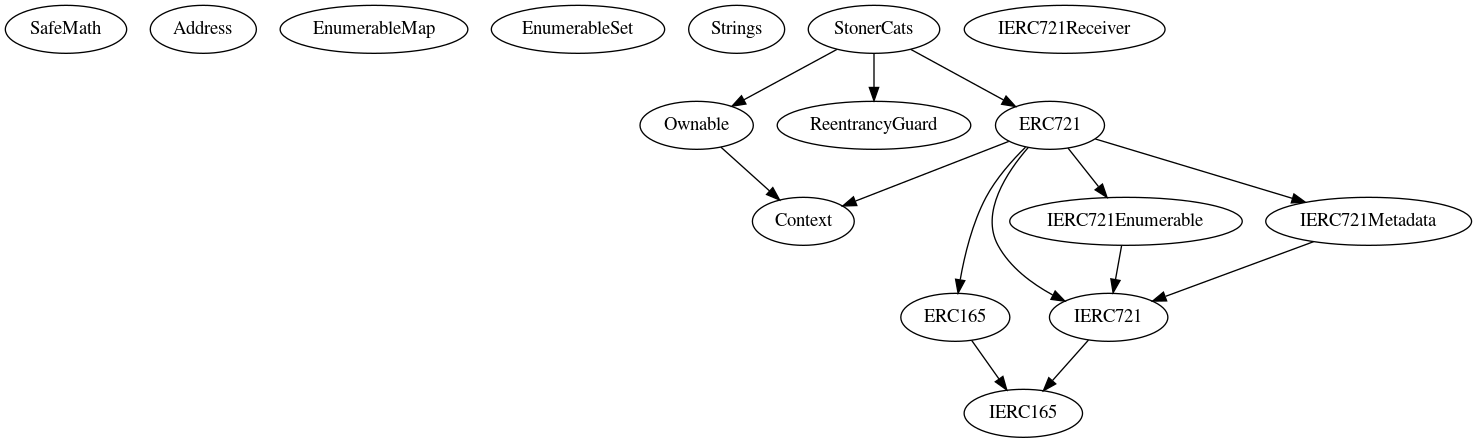 SafeMath
Address
EnumerableMap
EnumerableSet
Strings
StonerCats
IERC721Receiver
Ownable
ReentrancyGuard
ERC721
Context
IERC721Enumerable
IERC721Metadata
ERC165
IERC721
IERC165